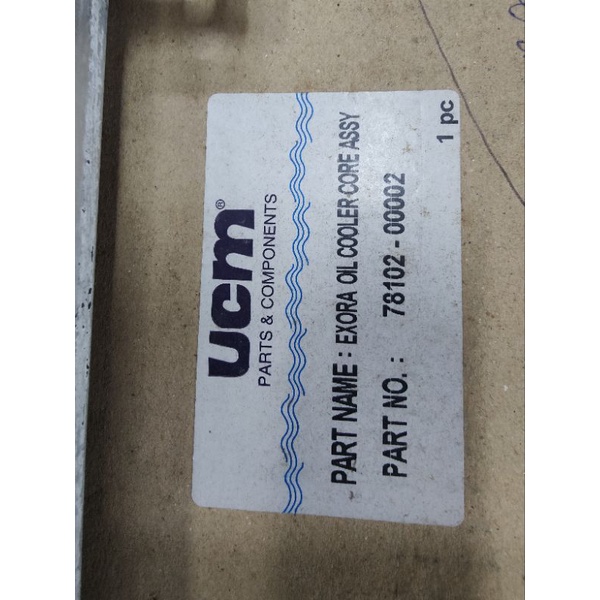 ucm®
PARTS & COMPONENTS
PART NAME : EXORA OIL COOLER CORE ASSY
PART NO. : 78102 - 00002
1 pc